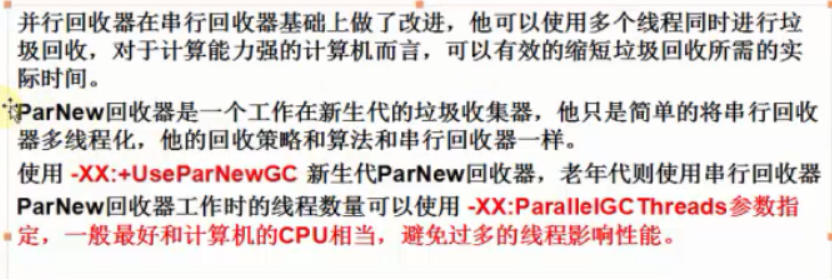 并行回收器在串行回收器基础上做了改进，他可以使用多个线程同时进行垃
圾回收，对于计算能力强的计算机而言，可以有效的缩短垃圾回收所需的实
际时间。
ParNew回收器是一个工作在新生代的垃圾收集器，他只是简单的将串行回收
器多线程化，他的回收策略和算法和串行回收器一样。
使用 -XX:+UseParNewGC 新生代ParNew回收器，老年代则使用串行回收器
ParNew回收器工作时的线程数量可以使用 -XX:ParallelGCThreads参数指
定，一般最好和计算机的CPU相当，避免过多的线程影响性能。